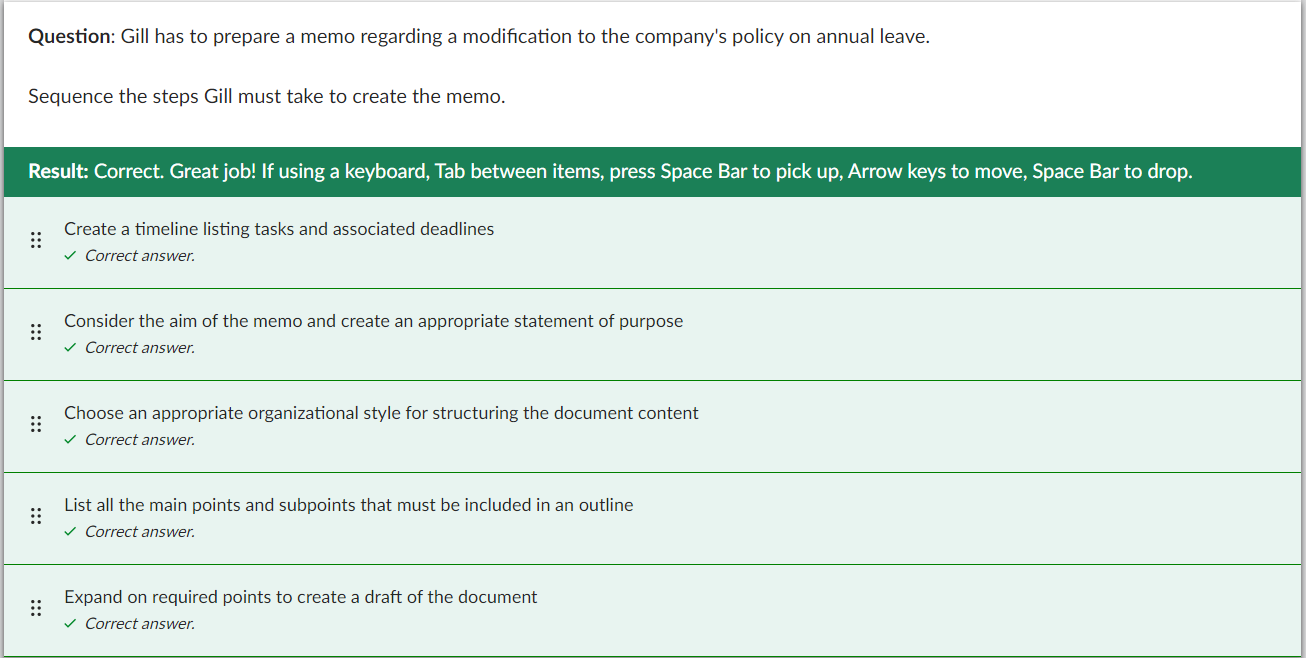 Question: Gill has to prepare a memo regarding a modification to the company's policy on annual leave.
Sequence the steps Gill must take to create the memo.
Result: Correct. Great job! If using a keyboard, Tab between items, press Space Bar to pick up, Arrow keys to move, Space Bar to drop.
Create a timeline listing tasks and associated deadlines
Correct answer.
Consider the aim of the memo and create an appropriate statement of purpose
Correct answer.
Choose an appropriate organizational style for structuring the document content
Correct answer.
List all the main points and subpoints that must be included in an outline
Correct answer.
Expand on required points to create a draft of the document
Correct answer.